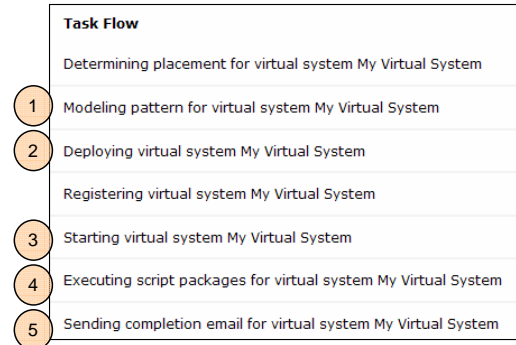 Task Flow
Determining placement for virtual system My Virtual System
1 Modeling pattern for virtual system My Virtual System
2 Deploying virtual system My Virtual System
Registering virtual system My Virtual System
3 Starting virtual system My Virtual System
4 Executing script packages for virtual system My Virtual System
5 Sending completion email for virtual system My Virtual System